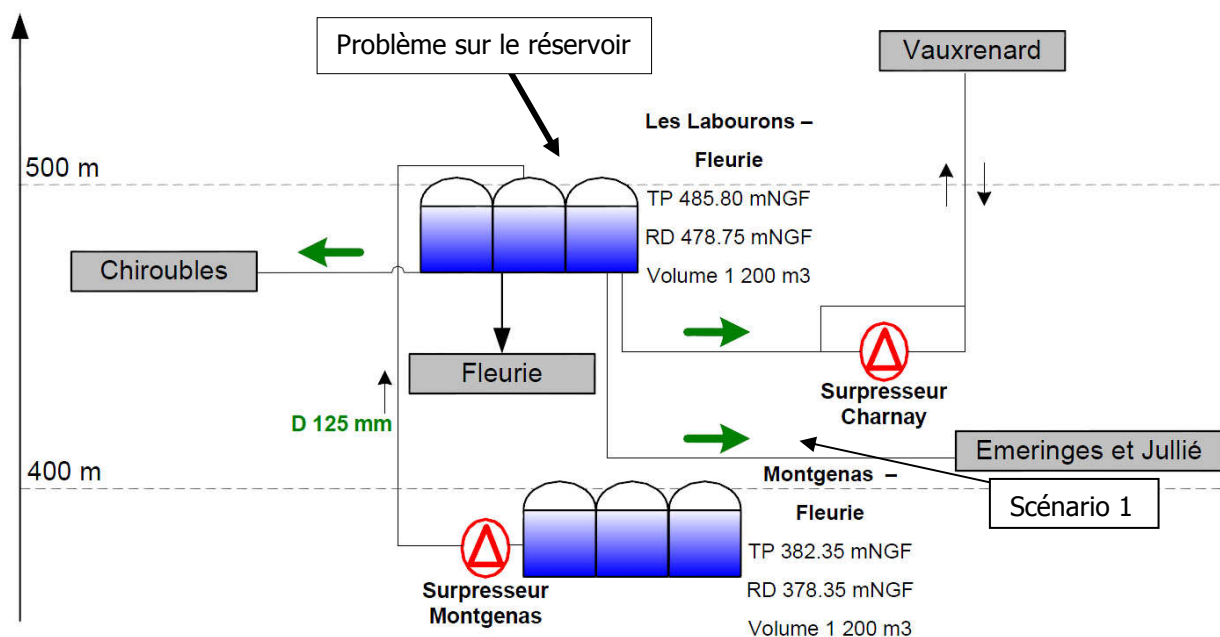 Problème sur le réservoir
Vauxrenard
Les Labourons –
Fleurie
500 m
TP 485.80 mNGF
RD 478.75 mNGF
Volume 1 200 m3
Chiroubles
Fleurie
Surpresseur
Charnay
D 125 mm
Emeringes et Jullié
400 m
Montgenas –
Fleurie
Scénario 1
TP 382.35 mNGF
RD 378.35 mNGF
Volume 1 200 m3
Surpresseur
Montgenas